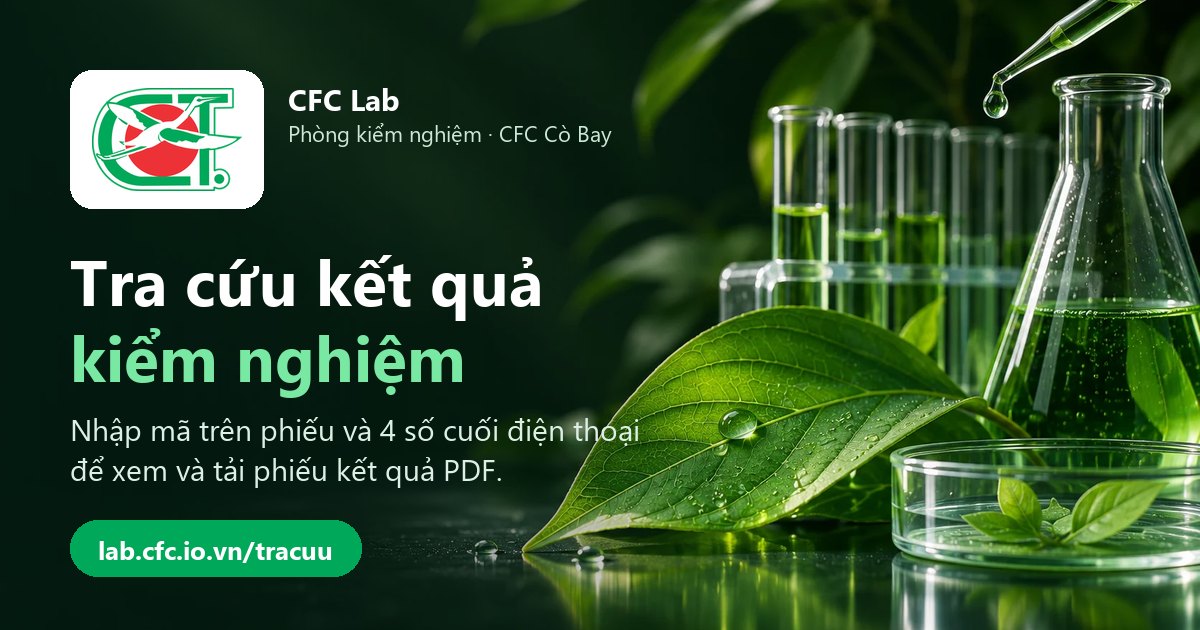 CT.
CFC Lab
Phòng kiểm nghiệm · CFC Cò Bay
Tra cứu kết quả
kiểm nghiệm
Nhập mã trên phiếu và 4 số cuối điện thoại
để xem và tải phiếu kết quả PDF.
lab.cfc.io.vn/tracuu